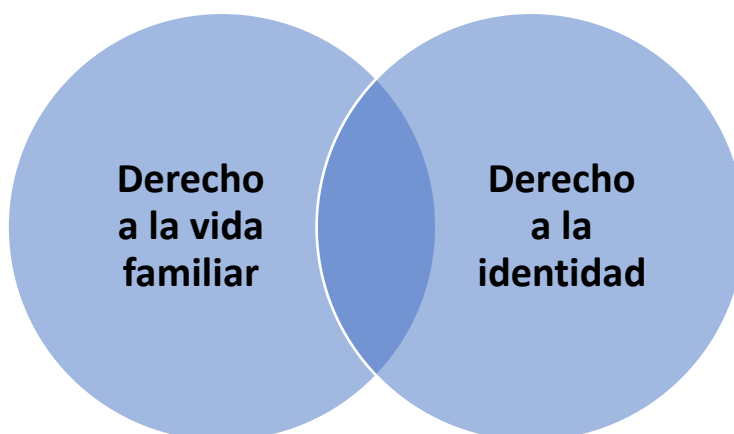 Derecho
a la vida
familiar
Derecho
a la
identidad